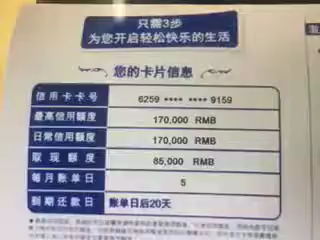 只需3步
为您开启轻松快乐的生活
您的卡片信息
信用卡卡号 6259 **** **** 9159
最高信用额度 170,000 RMB
日常信用额度 170,000 RMB
取现额度 85,000 RMB
每月账单日 5
到期还款日 账单日后20天